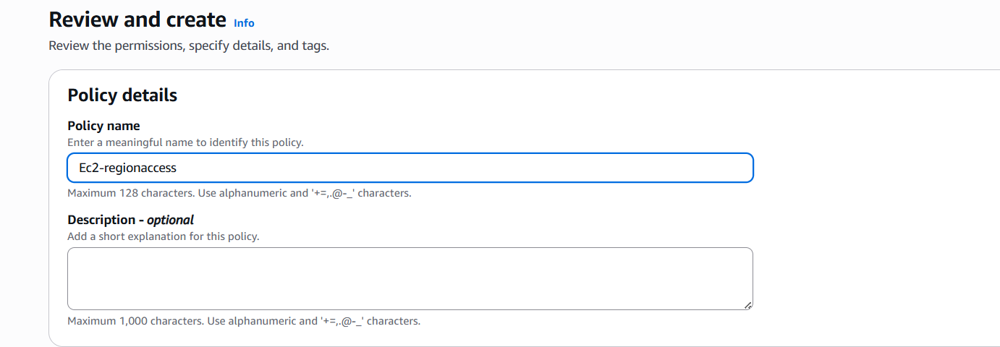 Review and create Info
Review the permissions, specify details, and tags.
Policy details
Policy name
Enter a meaningful name to identify this policy.
Ec2-regionaccess
Maximum 128 characters. Use alphanumeric and '+=,.@-_' characters.
Description - optional
Add a short explanation for this policy.
Maximum 1,000 characters. Use alphanumeric and '+=,.@-_' characters.